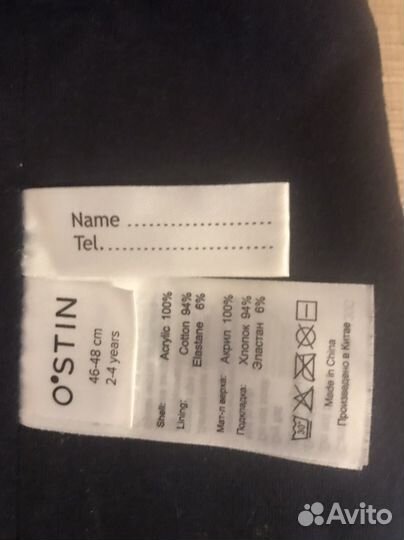 Name ........................
Tel. ........................
O'STIN
46-48 cm
2-4 years
Shell:
Acrylic 100%
Lining:
Cotton 94%
Elastane 6%
Мат-л верха:
Акрил 100%
Подкладка:
Хлопок 94%
Эластан 6%
30°
Made in China
Произведено в Китае
Avito